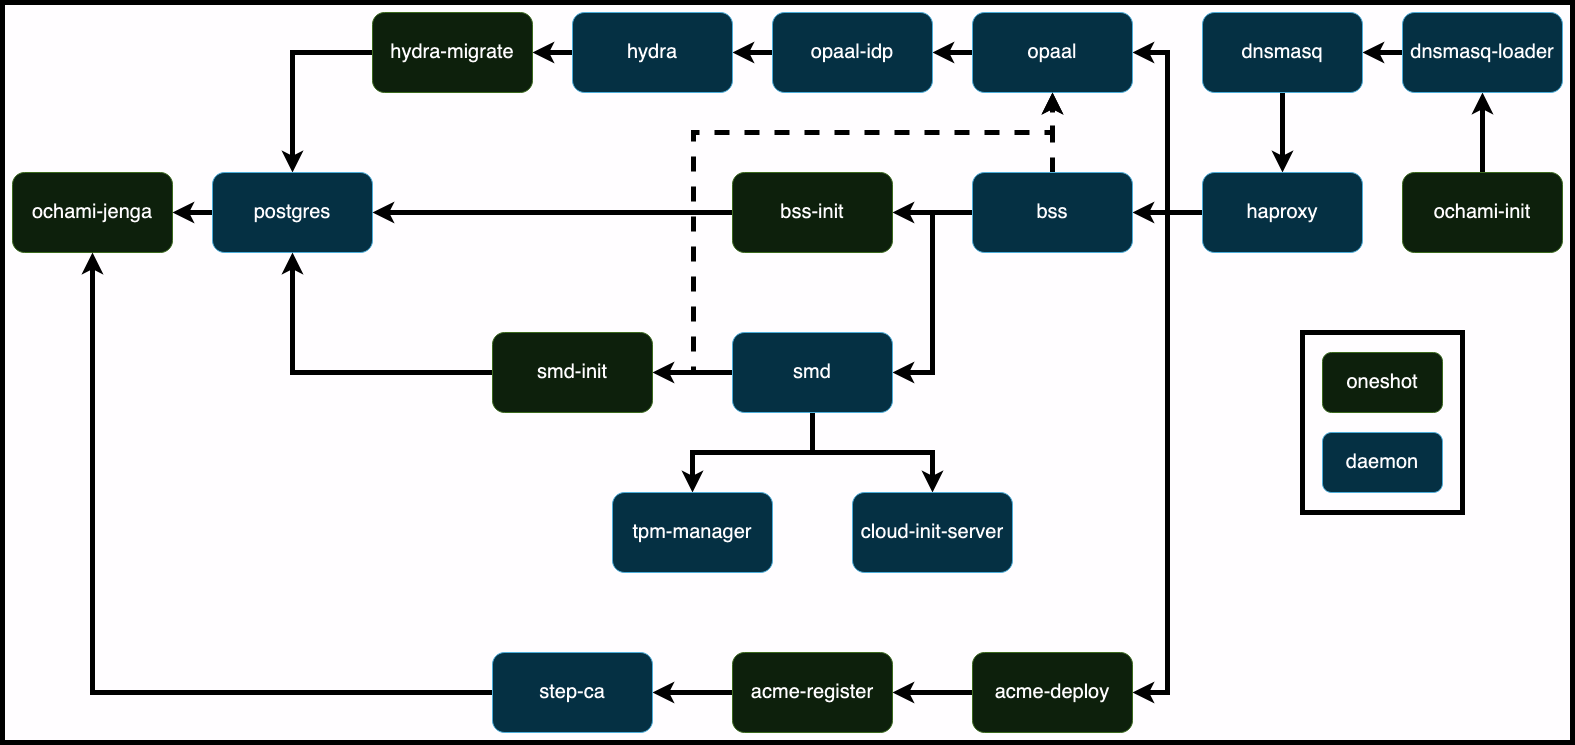 hydra-migrate
hydra
opaal-idp
opaal
dnsmasq
dnsmasq-loader
ochami-jenga
postgres
bss-init
bss
haproxy
ochami-init
smd-init
smd
oneshot
daemon
tpm-manager
cloud-init-server
step-ca
acme-register
acme-deploy